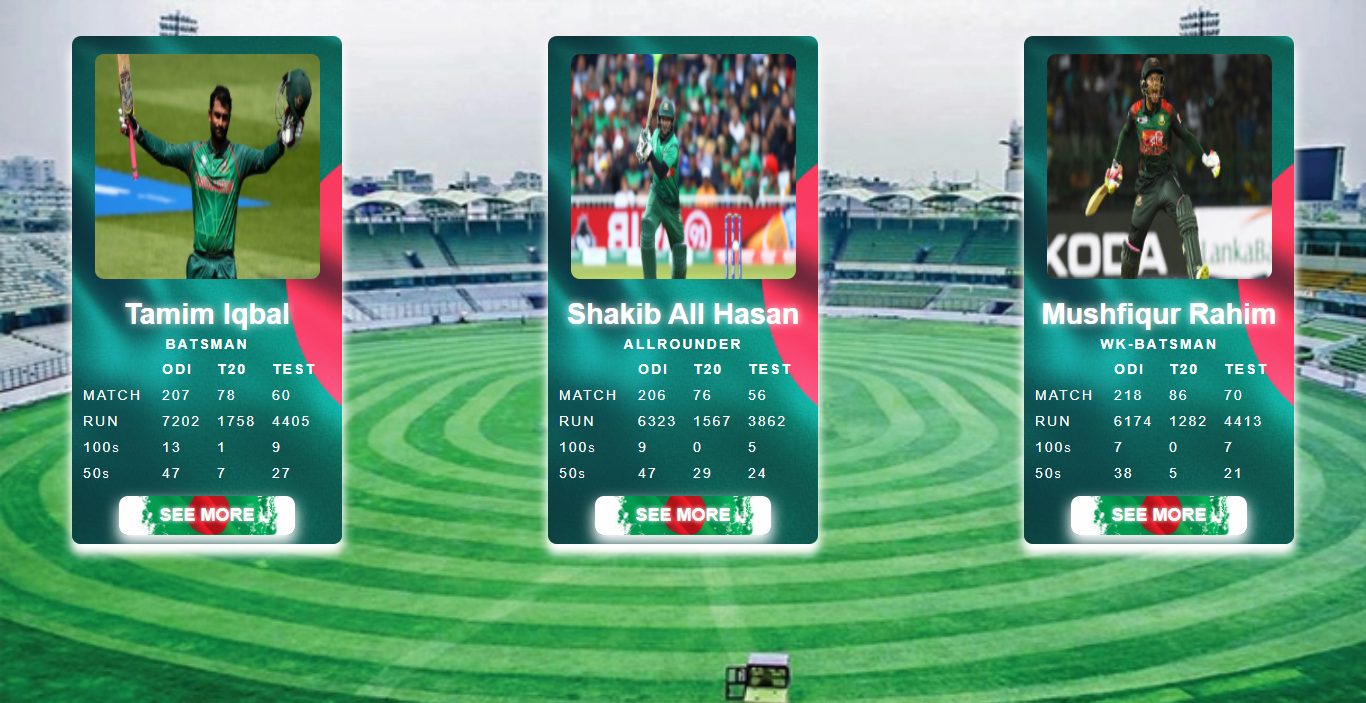 Tamim Iqbal
BATSMAN
ODI T20 TEST
MATCH 207 78 60
RUN 7202 1758 4405
100s 13 1 9
50s 47 7 27
SEE MORE
Shakib All Hasan
ALLROUNDER
ODI T20 TEST
MATCH 206 76 56
RUN 6323 1567 3862
100s 9 0 5
50s 47 29 24
SEE MORE
KODA
Mushfiqur Rahim
WK-BATSMAN
ODI T20 TEST
MATCH 218 86 70
RUN 6174 1282 4413
100s 7 0 7
50s 38 5 21
SEE MORE